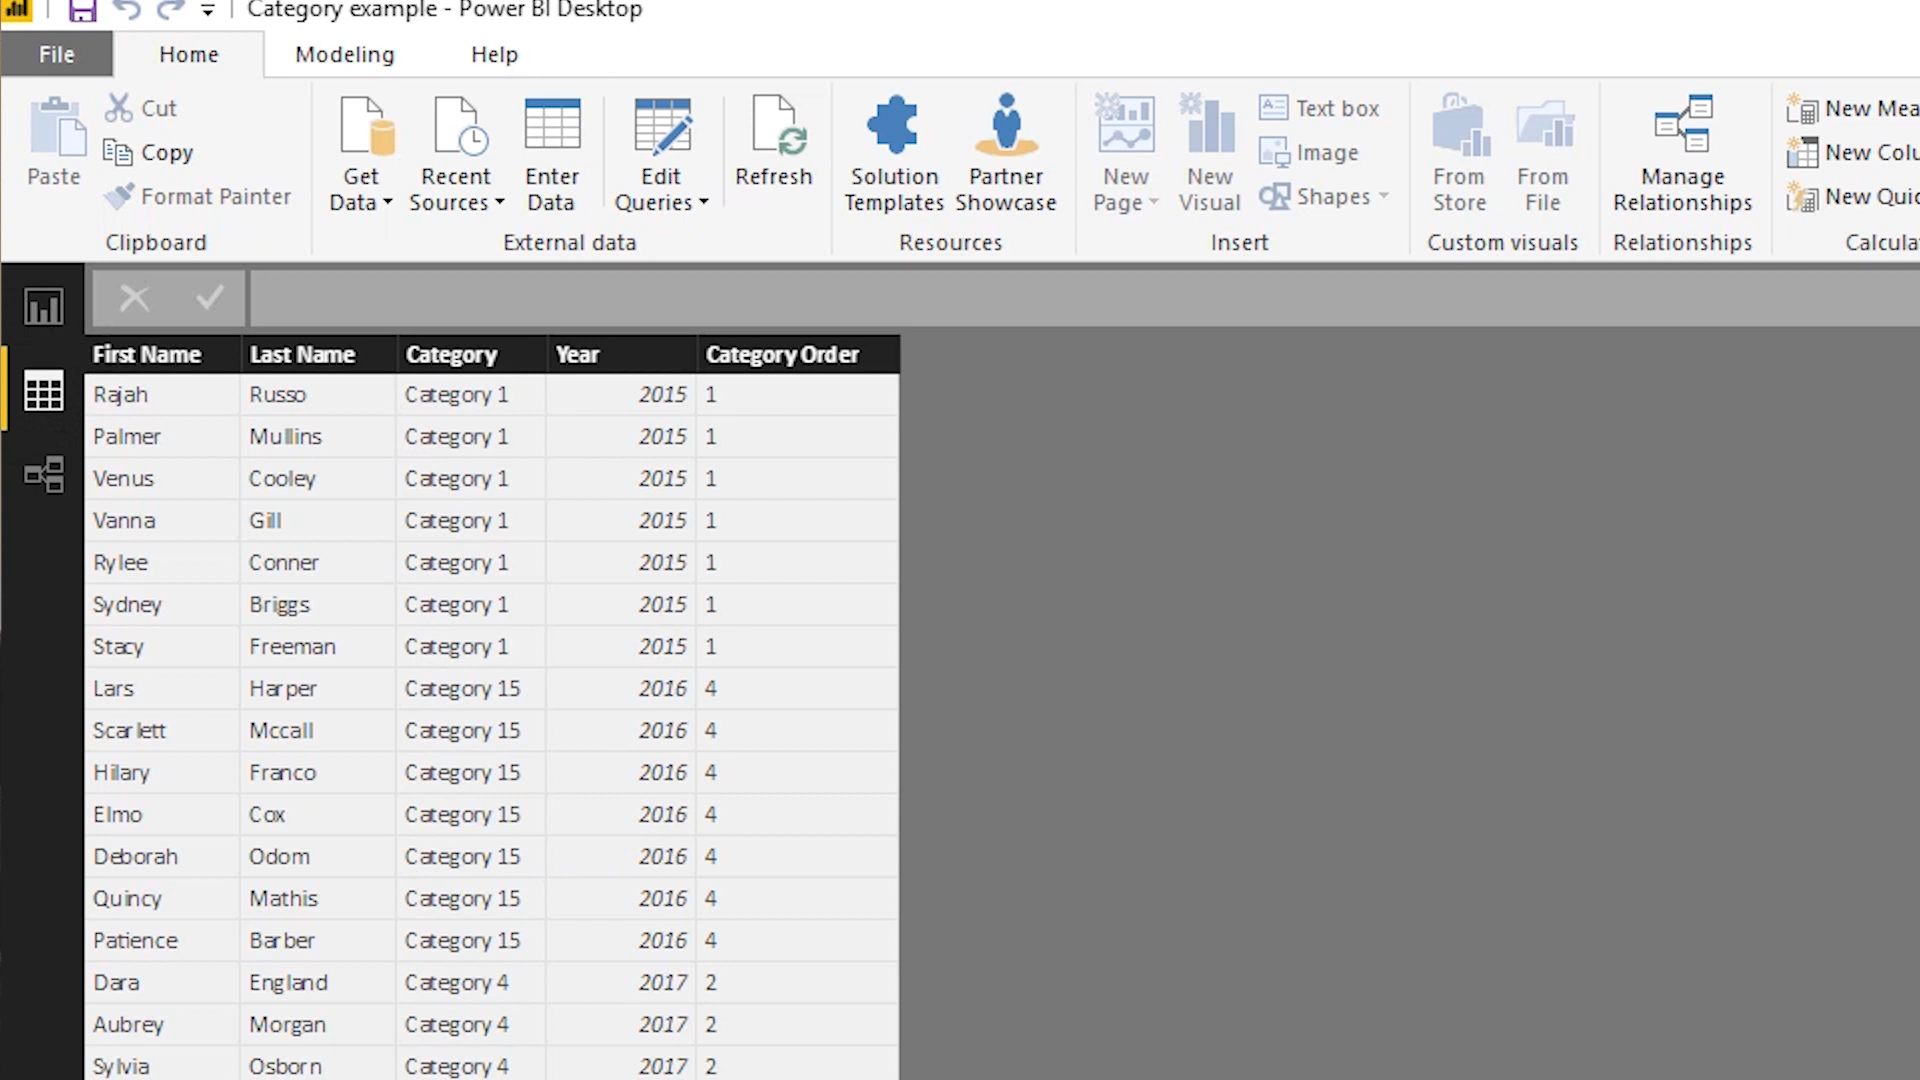 Category example - Power BI Desktop
File Home Modeling Help
Paste
Cut
Copy
Format Painter
Clipboard
Get Data
Recent Sources
Enter Data
Edit Queries
Refresh
External data
Solution Templates
Partner Showcase
Resources
New Page
New Visual
Text box
Image
Shapes
Insert
From Store
From File
Custom visuals
Manage Relationships
Relationships
New Mea
New Colu
New Quic
Calcula
First Name Last Name Category Year Category Order
Rajah Russo Category 1 2015 1
Palmer Mullins Category 1 2015 1
Venus Cooley Category 1 2015 1
Vanna Gill Category 1 2015 1
Rylee Conner Category 1 2015 1
Sydney Briggs Category 1 2015 1
Stacy Freeman Category 1 2015 1
Lars Harper Category 15 2016 4
Scarlett Mccall Category 15 2016 4
Hilary Franco Category 15 2016 4
Elmo Cox Category 15 2016 4
Deborah Odom Category 15 2016 4
Quincy Mathis Category 15 2016 4
Patience Barber Category 15 2016 4
Dara England Category 4 2017 2
Aubrey Morgan Category 4 2017 2
Sylvia Osborn Category 4 2017 2